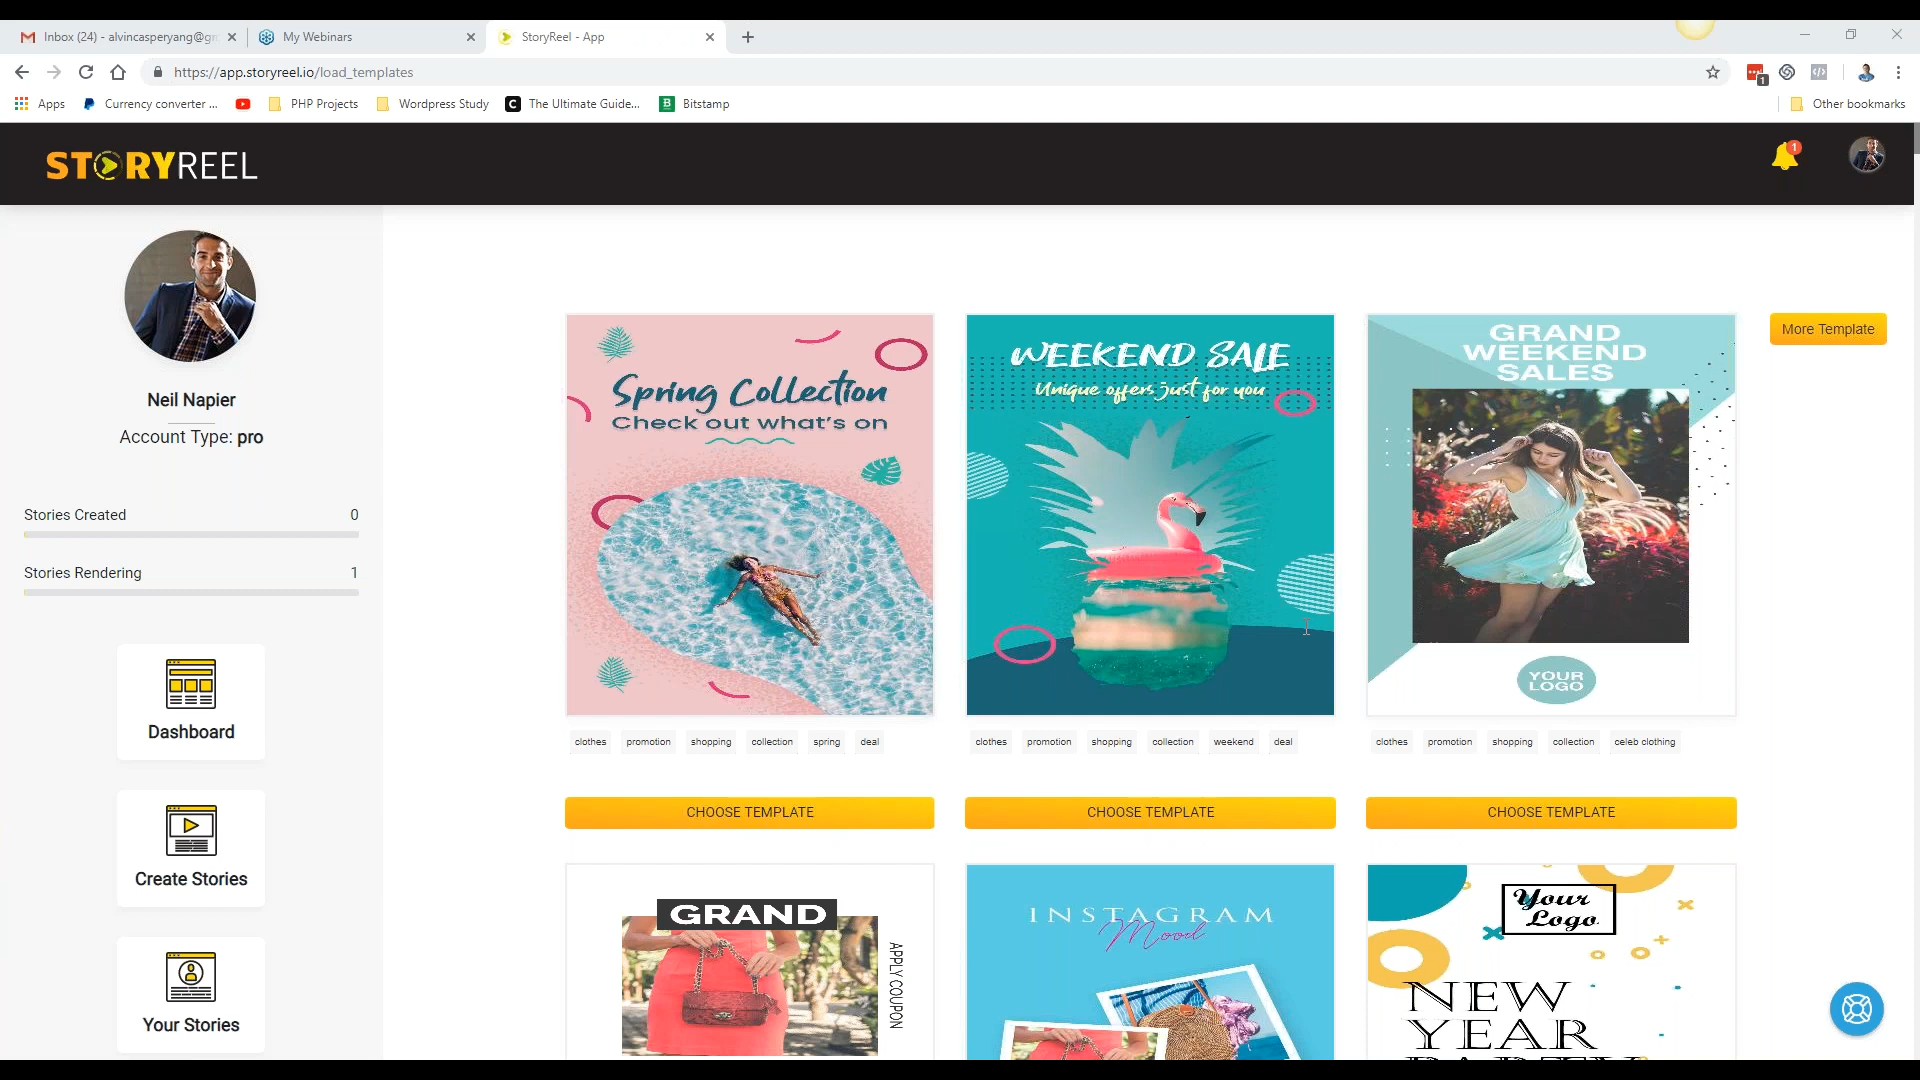 Inbox (24) - alvincasperyang@gr
My Webinars
StoryReel - App
https://app.storyreel.io/load_templates
Apps
Currency converter ...
PHP Projects
Wordpress Study
C
The Ultimate Guide...
B
Bitstamp
Other bookmarks
1
STORYREEL
1
Neil Napier
Account Type: pro
Stories Created 0
Stories Rendering 1
Dashboard
Create Stories
Your Stories
More Template
Spring Collection
Check out what's on
clothes promotion shopping collection spring deal
CHOOSE TEMPLATE
WEEKEND SALE
Unique offers just for you
clothes promotion shopping collection weekend deal
CHOOSE TEMPLATE
GRAND
WEEKEND
SALES
YOUR
LOGO
clothes promotion shopping collection celeb clothing
CHOOSE TEMPLATE
GRAND
APPLY COUPON
INSTAGRAM
Mood
Your
Logo
NEW
YEAR
PARTY